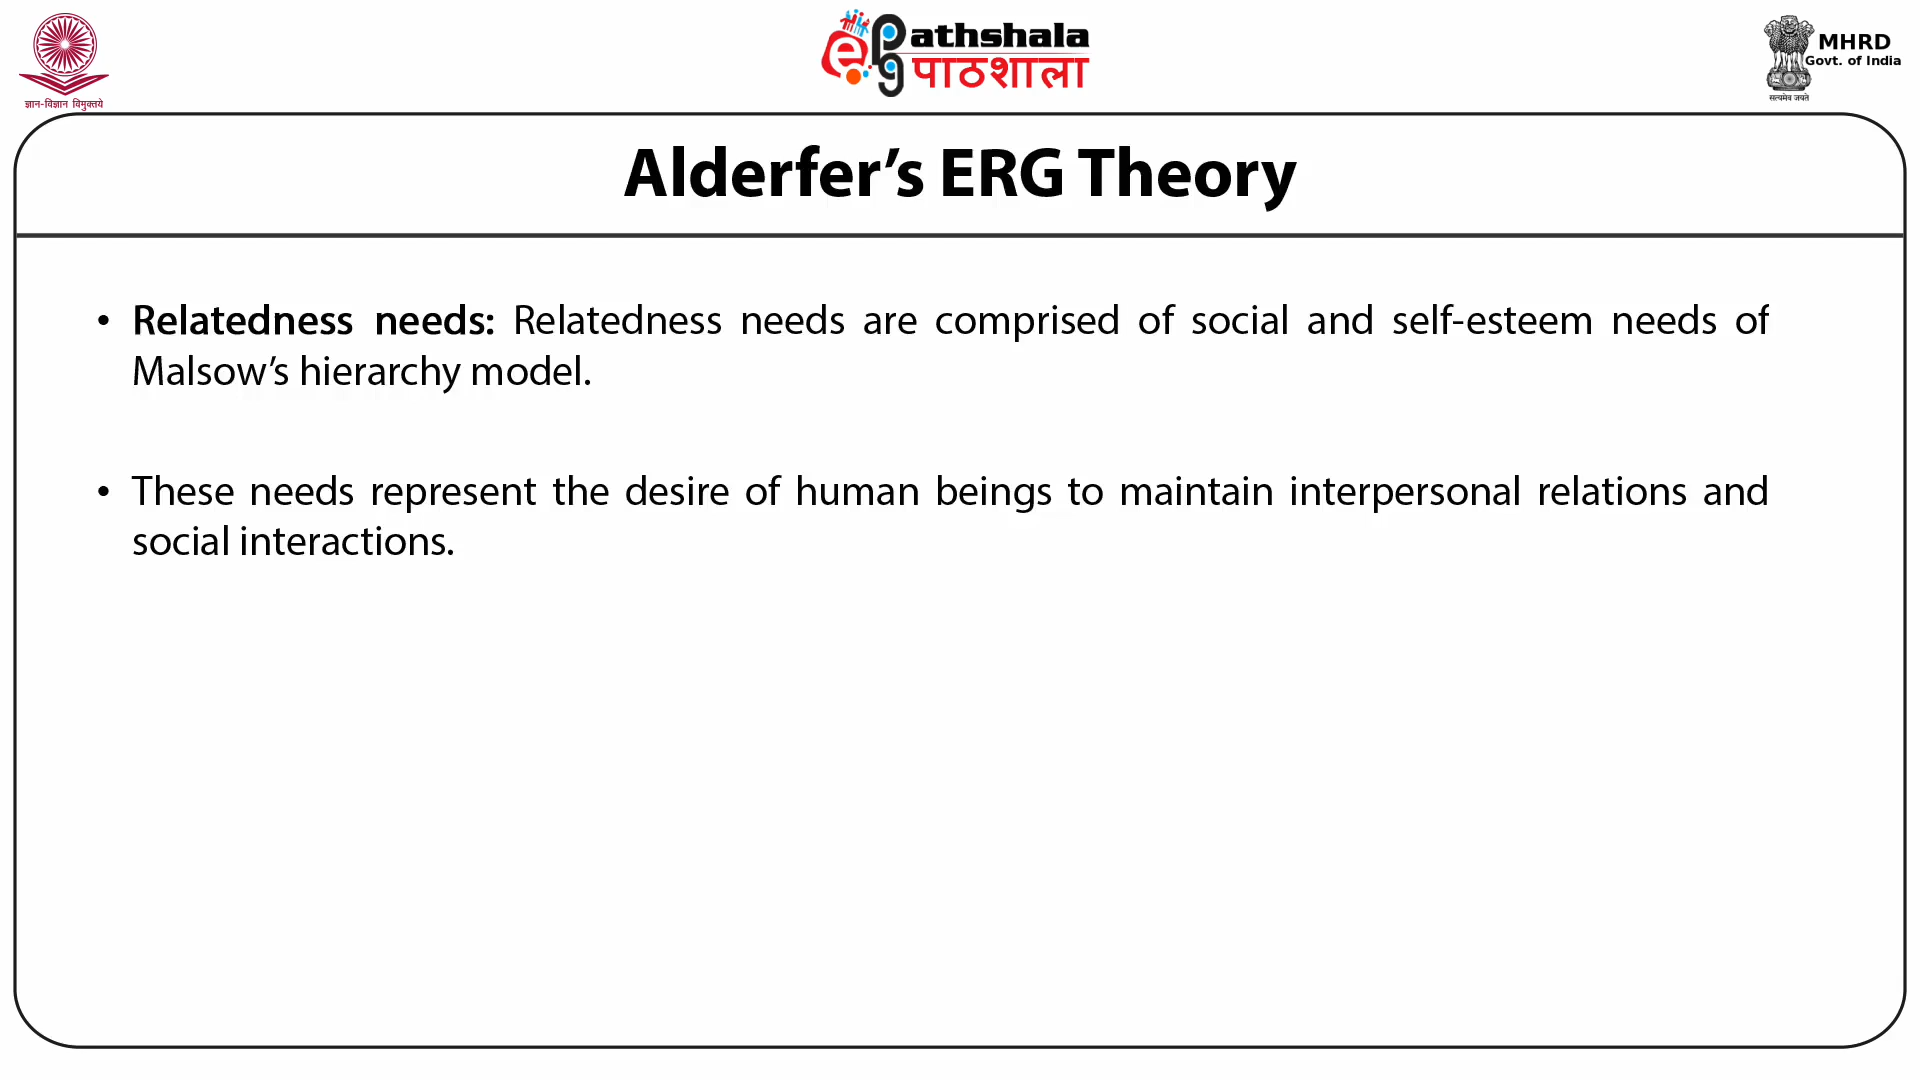 ज्ञान-विज्ञान विमुक्तये
ePG athshala
पाठशाला
MHRD
Govt. of India
सत्यमेव जयते
Alderfer’s ERG Theory
• Relatedness needs: Relatedness needs are comprised of social and self-esteem needs of
Malsow’s hierarchy model.
• These needs represent the desire of human beings to maintain interpersonal relations and
social interactions.